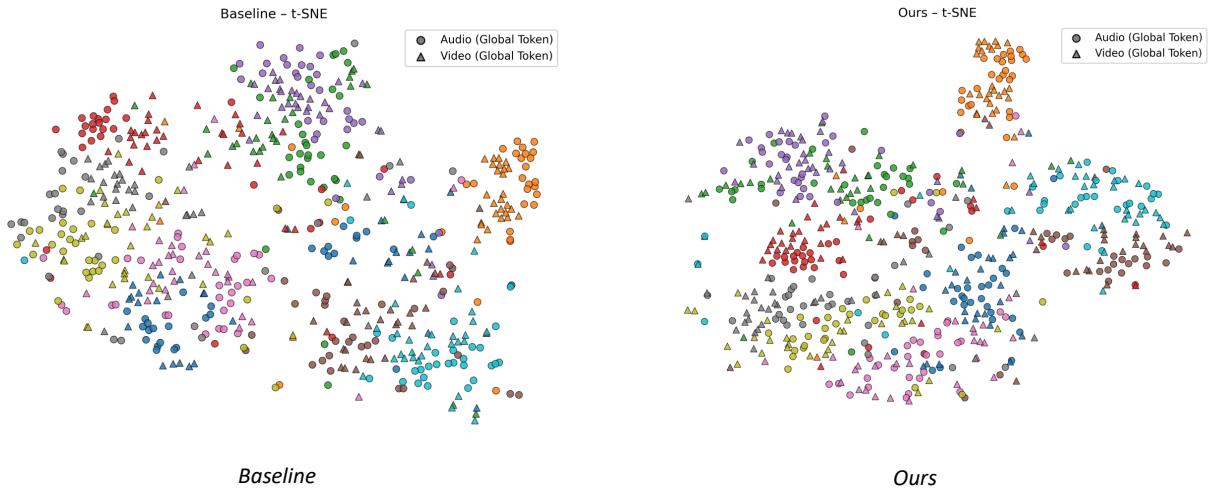 Baseline – t-SNE
Audio (Global Token)
Video (Global Token)
Baseline
Ours – t-SNE
Audio (Global Token)
Video (Global Token)
Ours